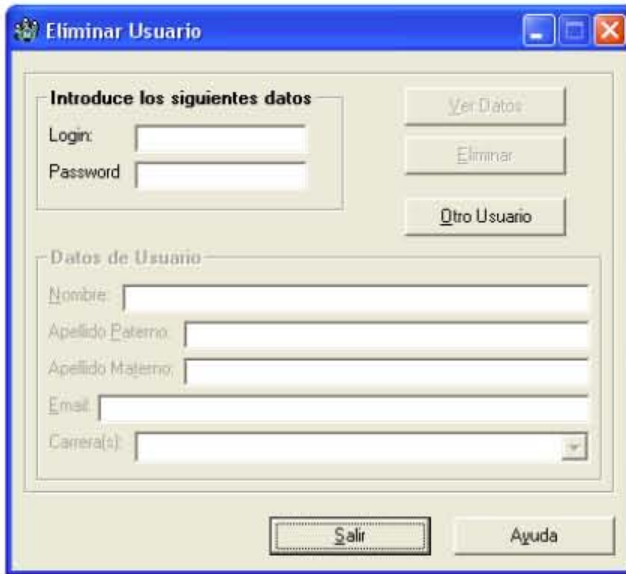 Eliminar Usuario
Introduce los siguientes datos
Login:
Password
Ver Datos
Eliminar
Otro Usuario
Datos de Usuario
Nombre:
Apellido Paterno:
Apellido Materno:
Email:
Carrera(s):
Salir
Ayuda